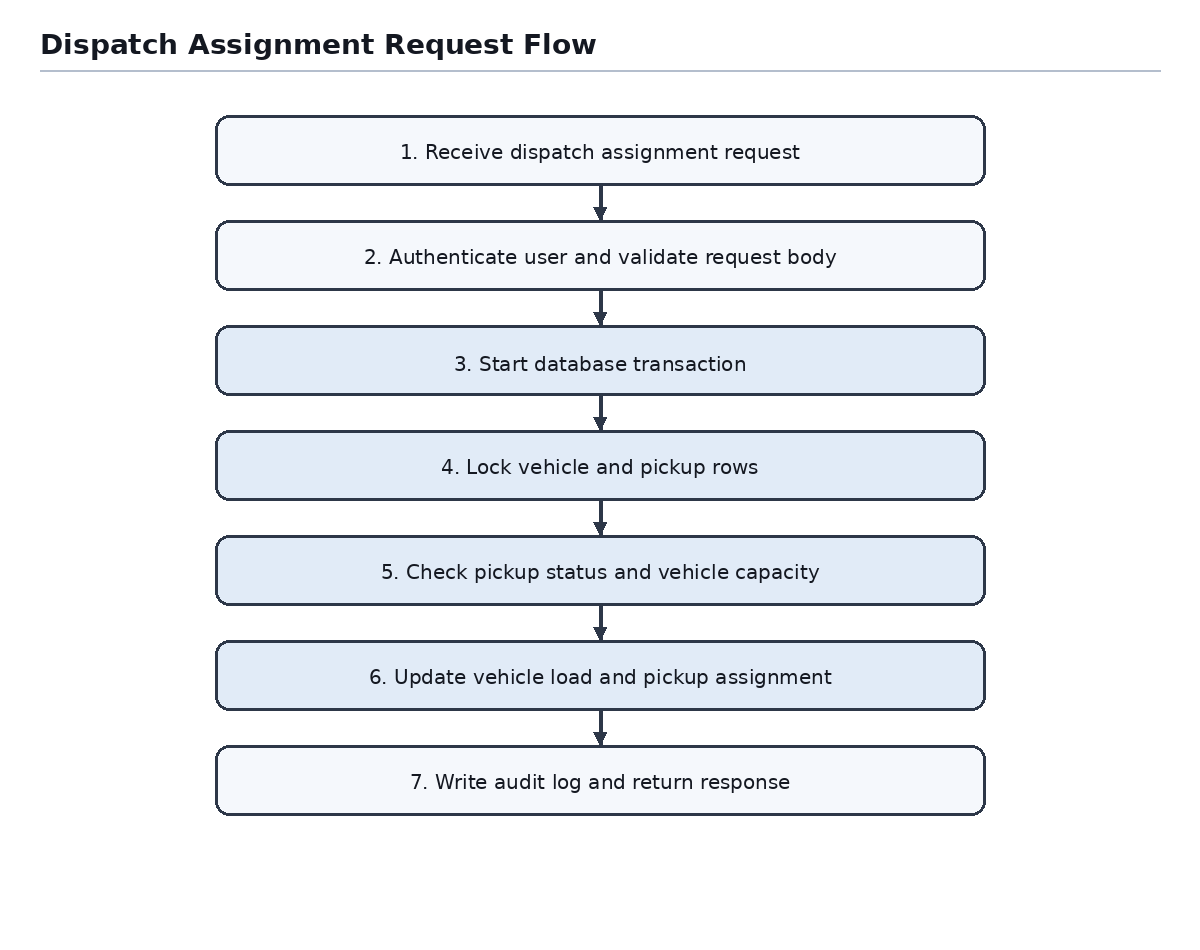 Dispatch Assignment Request Flow
1. Receive dispatch assignment request
2. Authenticate user and validate request body
3. Start database transaction
4. Lock vehicle and pickup rows
5. Check pickup status and vehicle capacity
6. Update vehicle load and pickup assignment
7. Write audit log and return response